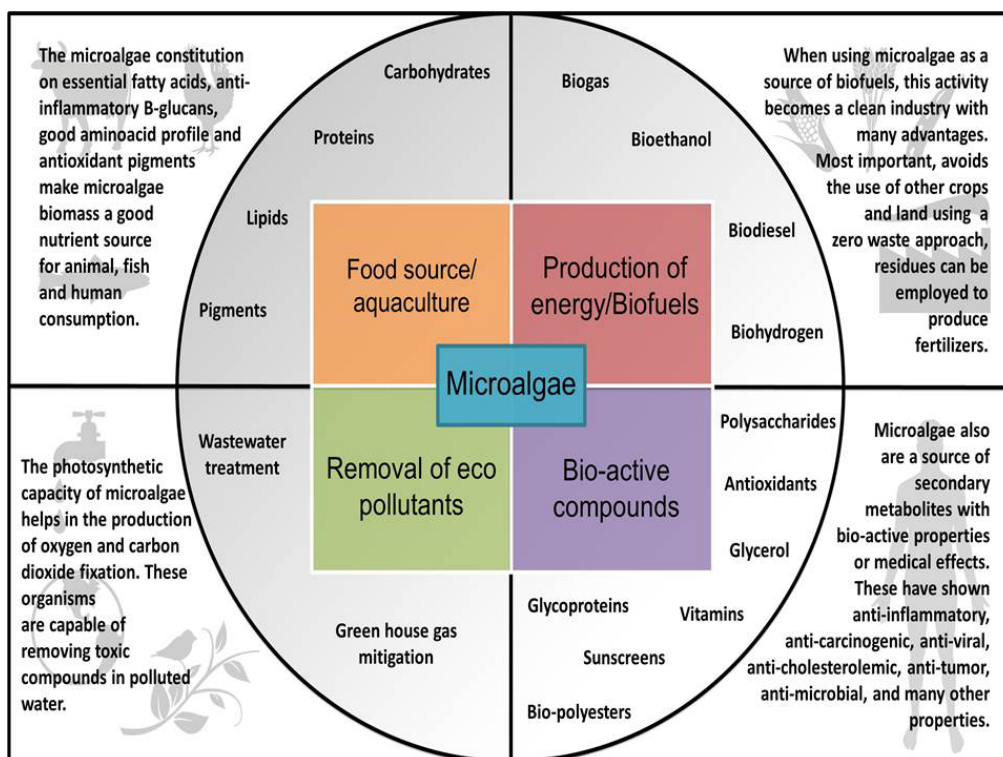 The microalgae constitution
on essential fatty acids, anti-
inflammatory B-glucans,
good aminoacid profile and
antioxidant pigments
make microalgae
biomass a good
nutrient source
for animal, fish
and human
consumption.
Carbohydrates
Proteins
Lipids
Pigments
Food source/
aquaculture
Biogas
Bioethanol
Biodiesel
Biohydrogen
Production of
energy/Biofuels
When using microalgae as a
source of biofuels, this activity
becomes a clean industry with
many advantages.
Most important, avoids
the use of other crops
and land using a
zero waste approach,
residues can be
employed to
produce
fertilizers.
Microalgae
The photosynthetic
capacity of microalgae
helps in the production
of oxygen and carbon
dioxide fixation. These
organisms
are capable of
removing toxic
compounds in polluted
water.
Wastewater
treatment
Green house gas
mitigation
Removal of eco
pollutants
Bio-active
compounds
Polysaccharides
Antioxidants
Glycerol
Glycoproteins
Vitamins
Sunscreens
Bio-polyesters
Microalgae also
are a source of
secondary
metabolites with
bio-active properties
or medical effects.
These have shown
anti-inflammatory,
anti-carcinogenic, anti-viral,
anti-cholesterolemic, anti-tumor,
anti-microbial, and many other
properties.